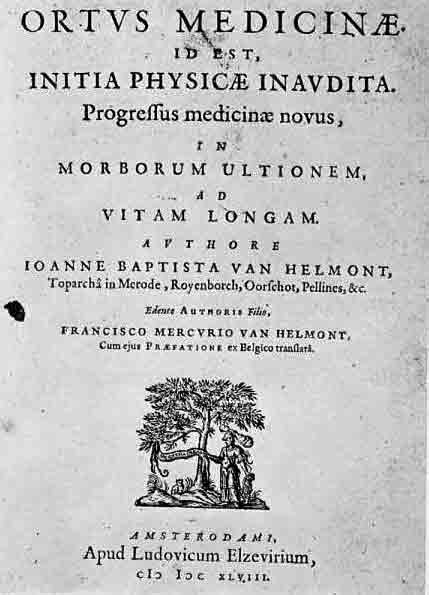 ORTVS MEDICINÆ.
ID EST,
INITIA PHYSICÆ INAVDITA.
Progreſſus medicinæ novus,
IN
MORBORUM ULTIONEM,
AD
VITAM LONGAM.
AVTHORE
IOANNE BAPTISTA VAN HELMONT,
Toparchâ in Merode, Royenborch, Oorſchot, Pellines, &c.
Edente AUTHORIS Filio,
FRANCISCO MERCVRIO VAN HELMONT,
Cum ejus PRÆFATIONE ex Belgico tranſlatâ.
AMSTERODAMI,
Apud Ludovicum Elzevirium,
CIↃ IↃC XLVIII.